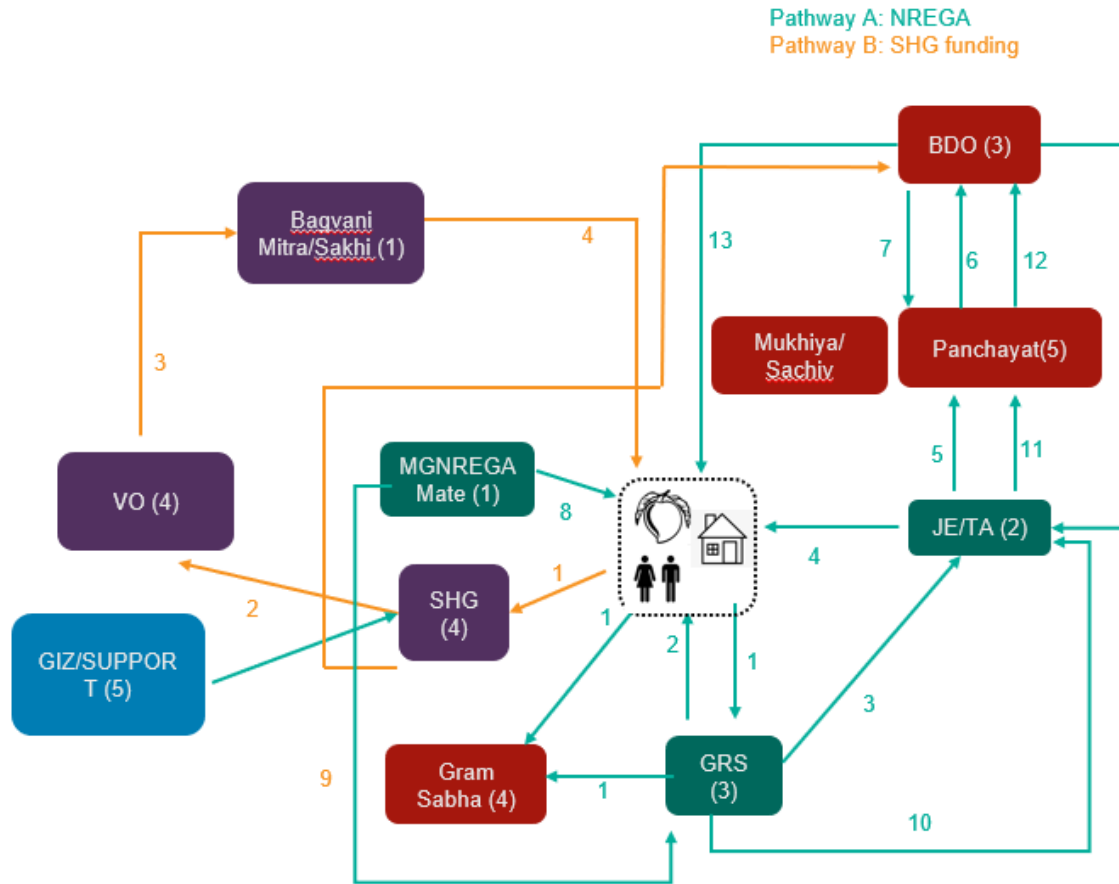 Pathway A: NREGA
Pathway B: SHG funding
BDO (3)
Bagvani
Mitra/Sakhi (1)
4
13
7
6
12
3
Mukhiya/
Sachiv
Panchayat(5)
5
11
MGNREGA
Mate (1)
VO (4)
8
JE/TA (2)
4
1
SHG
(4)
2
1
2
1
GIZ/SUPPOR
T (5)
3
9
Gram
Sabha (4)
1
GRS
(3)
10